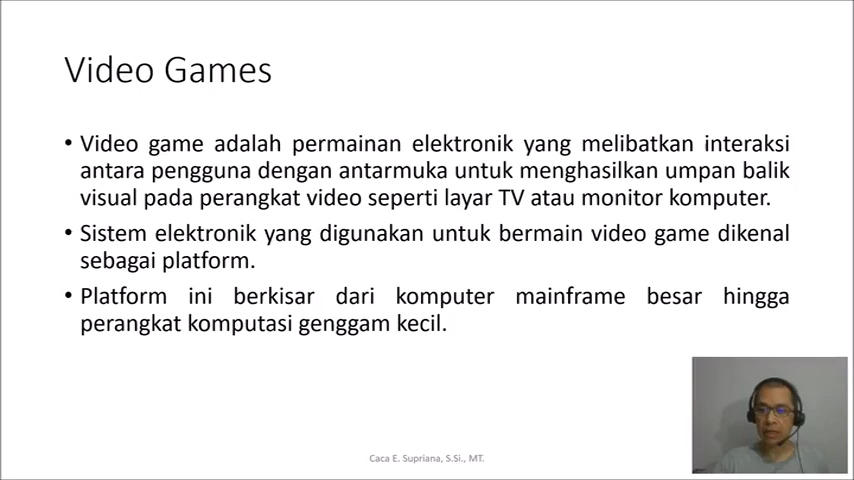 Video Games
• Video game adalah permainan elektronik yang melibatkan interaksi
antara pengguna dengan antarmuka untuk menghasilkan umpan balik
visual pada perangkat video seperti layar TV atau monitor komputer.
• Sistem elektronik yang digunakan untuk bermain video game dikenal
sebagai platform.
• Platform ini berkisar dari komputer mainframe besar hingga
perangkat komputasi genggam kecil.
Caca E. Supriana, S.Si., MT.